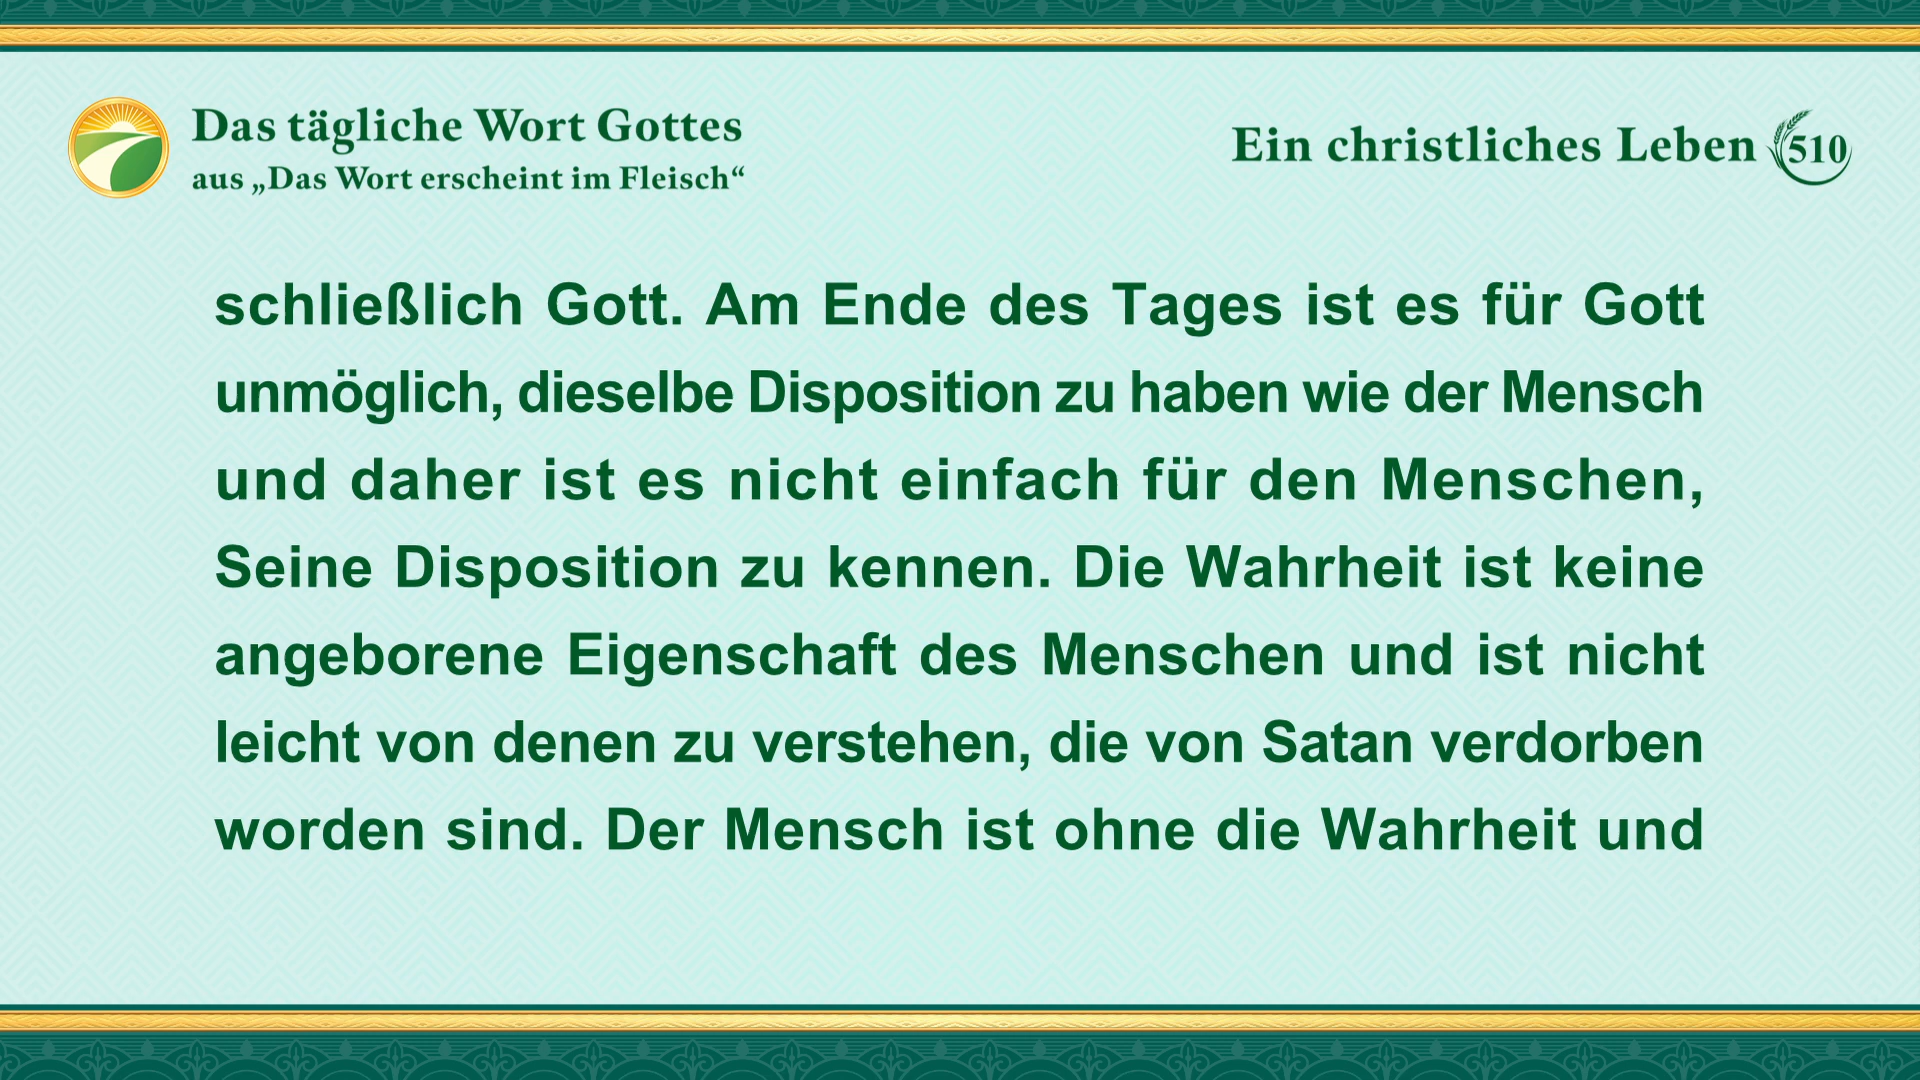 Das tägliche Wort Gottes
aus „Das Wort erscheint im Fleisch“
Ein christliches Leben 510
schließlich Gott. Am Ende des Tages ist es für Gott
unmöglich, dieselbe Disposition zu haben wie der Mensch
und daher ist es nicht einfach für den Menschen,
Seine Disposition zu kennen. Die Wahrheit ist keine
angeborene Eigenschaft des Menschen und ist nicht
leicht von denen zu verstehen, die von Satan verdorben
worden sind. Der Mensch ist ohne die Wahrheit und